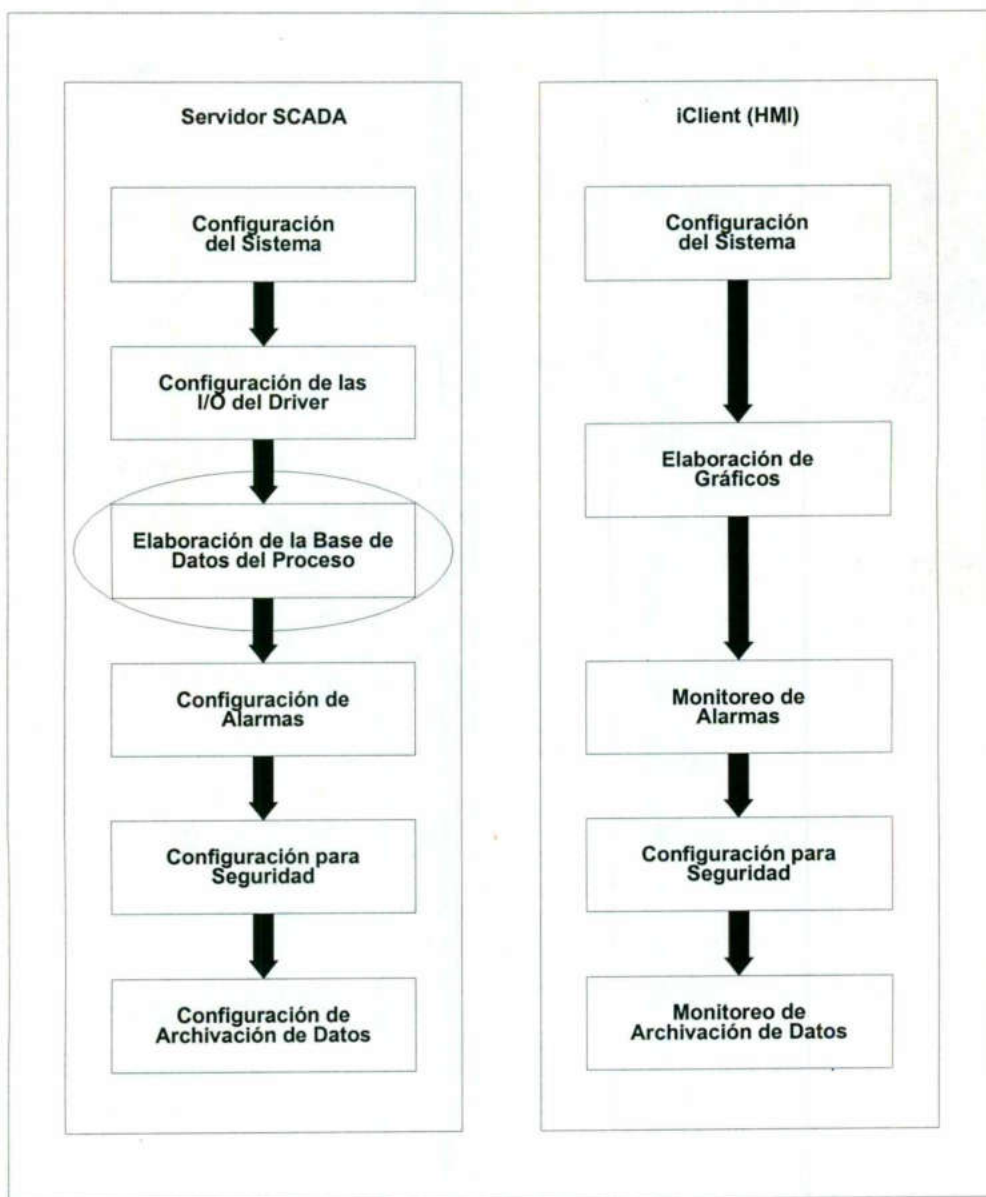 Servidor SCADA
Configuración
del Sistema
Configuración de las
I/O del Driver
Elaboración de la Base de
Datos del Proceso
Configuración de
Alarmas
Configuración para
Seguridad
Configuración de
Archivación de Datos
iClient (HMI)
Configuración
del Sistema
Elaboración de
Gráficos
Monitoreo de
Alarmas
Configuración para
Seguridad
Monitoreo de
Archivación de Datos